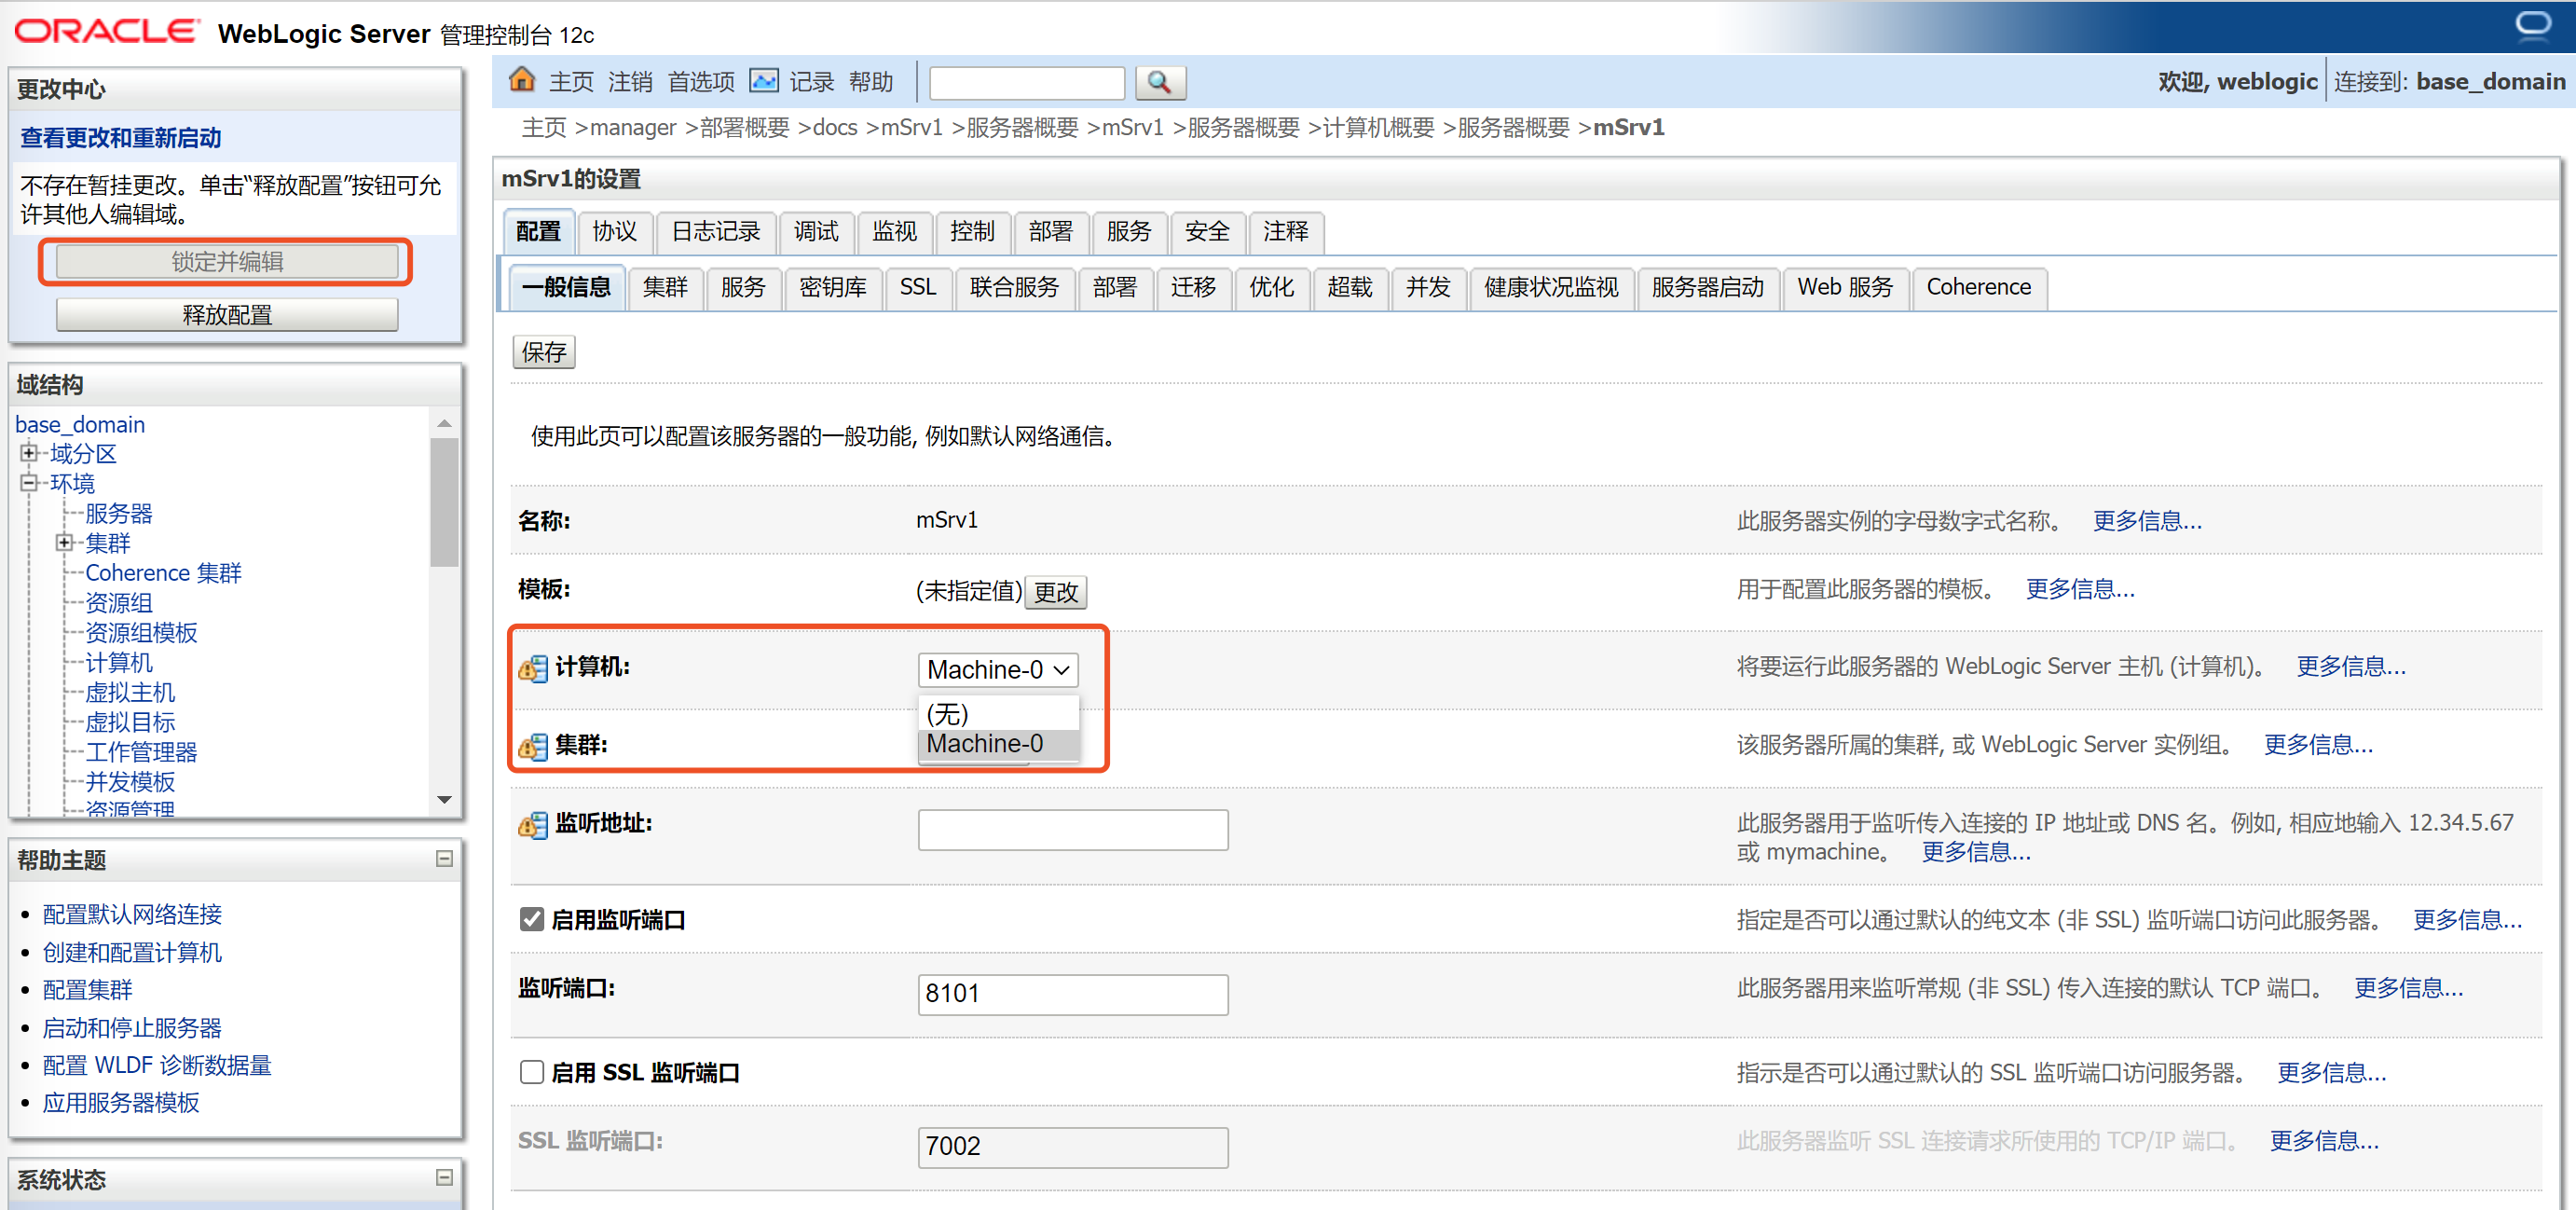 ORACLE WebLogic Server 管理控制台 12c
更改中心
查看更改和重新启动
不存在暂挂更改。单击“释放配置”按钮可允
许其他人编辑域。
锁定并编辑
释放配置
域结构
base_domain
域分区
环境
服务器
集群
Coherence 集群
资源组
资源组模板
计算机
虚拟主机
虚拟目标
工作管理器
并发模板
资源管理
帮助主题
配置默认网络连接
创建和配置计算机
配置集群
启动和停止服务器
配置 WLDF 诊断数据量
应用服务器模板
系统状态
主页 注销 首选项 记录 帮助
欢迎, weblogic 连接到: base_domain
主页 >manager >部署概要 >docs >mSrv1 >服务器概要 >mSrv1 >服务器概要 >计算机概要 >服务器概要 >mSrv1
mSrv1的设置
配置 协议 日志记录 调试 监视 控制 部署 服务 安全 注释
一般信息 集群 服务 密钥库 SSL 联合服务 部署 迁移 优化 超载 并发 健康状况监视 服务器启动 Web 服务 Coherence
保存
使用此页可以配置该服务器的一般功能, 例如默认网络通信。
名称: mSrv1 此服务器实例的字母数字式名称。 更多信息...
模板: (未指定值) 更改 用于配置此服务器的模板。 更多信息...
计算机: Machine-0 将要运行此服务器的 WebLogic Server 主机 (计算机)。 更多信息...
(无)
Machine-0
集群: 该服务器所属的集群, 或 WebLogic Server 实例组。 更多信息...
监听地址: 此服务器用于监听传入连接的 IP 地址或 DNS 名。例如, 相应地输入 12.34.5.67
或 mymachine。 更多信息...
启用监听端口 指定是否可以通过默认的纯文本 (非 SSL) 监听端口访问此服务器。 更多信息...
监听端口: 8101 此服务器用来监听常规 (非 SSL) 传入连接的默认 TCP 端口。 更多信息...
启用 SSL 监听端口 指示是否可以通过默认的 SSL 监听端口访问服务器。 更多信息...
SSL 监听端口: 7002 此服务器监听 SSL 连接请求所使用的 TCP/IP 端口。 更多信息...